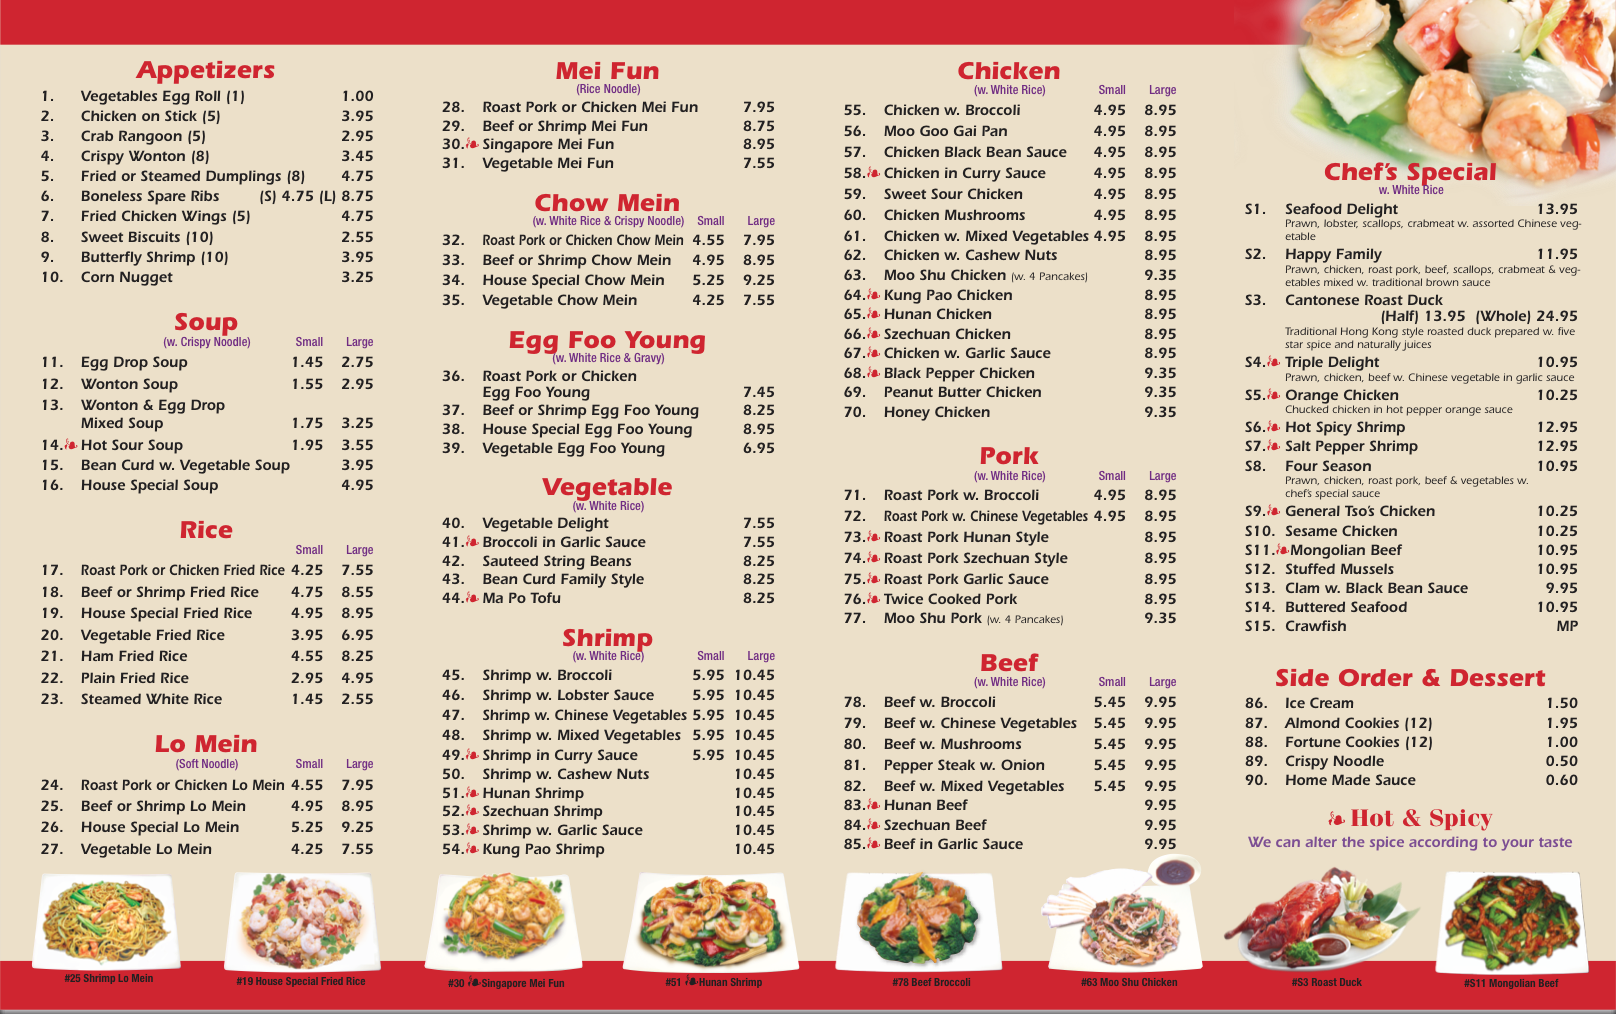 Appetizers
1. Vegetables Egg Roll (1) 1.00
2. Chicken on Stick (5) 3.95
3. Crab Rangoon (5) 2.95
4. Crispy Wonton (8) 3.45
5. Fried or Steamed Dumplings (8) 4.75
6. Boneless Spare Ribs (S) 4.75 (L) 8.75
7. Fried Chicken Wings (5) 4.75
8. Sweet Biscuits (10) 2.55
9. Butterfly Shrimp (10) 3.95
10. Corn Nugget 3.25
Soup
(w. Crispy Noodle) Small Large
11. Egg Drop Soup 1.45 2.75
12. Wonton Soup 1.55 2.95
13. Wonton & Egg Drop
Mixed Soup 1.75 3.25
14. Hot Sour Soup 1.95 3.55
15. Bean Curd w. Vegetable Soup 3.95
16. House Special Soup 4.95
Rice
Small Large
17. Roast Pork or Chicken Fried Rice 4.25 7.55
18. Beef or Shrimp Fried Rice 4.75 8.55
19. House Special Fried Rice 4.95 8.95
20. Vegetable Fried Rice 3.95 6.95
21. Ham Fried Rice 4.55 8.25
22. Plain Fried Rice 2.95 4.95
23. Steamed White Rice 1.45 2.55
Lo Mein
(Soft Noodle) Small Large
24. Roast Pork or Chicken Lo Mein 4.55 7.95
25. Beef or Shrimp Lo Mein 4.95 8.95
26. House Special Lo Mein 5.25 9.25
27. Vegetable Lo Mein 4.25 7.55
Mei Fun
(Rice Noodle)
28. Roast Pork or Chicken Mei Fun 7.95
29. Beef or Shrimp Mei Fun 8.75
30. Singapore Mei Fun 8.95
31. Vegetable Mei Fun 7.55
Chow Mein
(w. White Rice & Crispy Noodle) Small Large
32. Roast Pork or Chicken Chow Mein 4.55 7.95
33. Beef or Shrimp Chow Mein 4.95 8.95
34. House Special Chow Mein 5.25 9.25
35. Vegetable Chow Mein 4.25 7.55
Egg Foo Young
(w. White Rice & Gravy)
36. Roast Pork or Chicken
Egg Foo Young 7.45
37. Beef or Shrimp Egg Foo Young 8.25
38. House Special Egg Foo Young 8.95
39. Vegetable Egg Foo Young 6.95
Vegetable
(w. White Rice)
40. Vegetable Delight 7.55
41. Broccoli in Garlic Sauce 7.55
42. Sauteed String Beans 8.25
43. Bean Curd Family Style 8.25
44. Ma Po Tofu 8.25
Shrimp
(w. White Rice) Small Large
45. Shrimp w. Broccoli 5.95 10.45
46. Shrimp w. Lobster Sauce 5.95 10.45
47. Shrimp w. Chinese Vegetables 5.95 10.45
48. Shrimp w. Mixed Vegetables 5.95 10.45
49. Shrimp in Curry Sauce 5.95 10.45
50. Shrimp w. Cashew Nuts 10.45
51. Hunan Shrimp 10.45
52. Szechuan Shrimp 10.45
53. Shrimp w. Garlic Sauce 10.45
54. Kung Pao Shrimp 10.45
Chicken
(w. White Rice) Small Large
55. Chicken w. Broccoli 4.95 8.95
56. Moo Goo Gai Pan 4.95 8.95
57. Chicken Black Bean Sauce 4.95 8.95
58. Chicken in Curry Sauce 4.95 8.95
59. Sweet Sour Chicken 4.95 8.95
60. Chicken Mushrooms 4.95 8.95
61. Chicken w. Mixed Vegetables 4.95 8.95
62. Chicken w. Cashew Nuts 8.95
63. Moo Shu Chicken (w. 4 Pancakes) 9.35
64. Kung Pao Chicken 8.95
65. Hunan Chicken 8.95
66. Szechuan Chicken 8.95
67. Chicken w. Garlic Sauce 8.95
68. Black Pepper Chicken 9.35
69. Peanut Butter Chicken 9.35
70. Honey Chicken 9.35
Pork
(w. White Rice) Small Large
71. Roast Pork w. Broccoli 4.95 8.95
72. Roast Pork w. Chinese Vegetables 4.95 8.95
73. Roast Pork Hunan Style 8.95
74. Roast Pork Szechuan Style 8.95
75. Roast Pork Garlic Sauce 8.95
76. Twice Cooked Pork 8.95
77. Moo Shu Pork (w. 4 Pancakes) 9.35
Beef
(w. White Rice) Small Large
78. Beef w. Broccoli 5.45 9.95
79. Beef w. Chinese Vegetables 5.45 9.95
80. Beef w. Mushrooms 5.45 9.95
81. Pepper Steak w. Onion 5.45 9.95
82. Beef w. Mixed Vegetables 5.45 9.95
83. Hunan Beef 9.95
84. Szechuan Beef 9.95
85. Beef in Garlic Sauce 9.95
Chef's Special
w. White Rice
S1. Seafood Delight 13.95
Prawn, lobster, scallops, crabmeat w. assorted Chinese veg-
etable
S2. Happy Family 11.95
Prawn, chicken, roast pork, beef, scallops, crabmeat & veg-
etables mixed w. traditional brown sauce
S3. Cantonese Roast Duck
(Half) 13.95 (Whole) 24.95
Traditional Hong Kong style roasted duck prepared w. five
star spice and naturally juices
S4. Triple Delight 10.95
Prawn, chicken, beef w. Chinese vegetable in garlic sauce
S5. Orange Chicken 10.25
Chucked chicken in hot pepper orange sauce
S6. Hot Spicy Shrimp 12.95
S7. Salt Pepper Shrimp 12.95
S8. Four Season 10.95
Prawn, chicken, roast pork, beef & vegetables w.
chef's special sauce
S9. General Tso's Chicken 10.25
S10. Sesame Chicken 10.25
S11. Mongolian Beef 10.95
S12. Stuffed Mussels 10.95
S13. Clam w. Black Bean Sauce 9.95
S14. Buttered Seafood 10.95
S15. Crawfish MP
Side Order & Dessert
86. Ice Cream 1.50
87. Almond Cookies (12) 1.95
88. Fortune Cookies (12) 1.00
89. Crispy Noodle 0.50
90. Home Made Sauce 0.60
Hot & Spicy
We can alter the spice according to your taste
#25 Shrimp Lo Mein
#19 House Special Fried Rice
#30 Singapore Mei Fun
#51 Hunan Shrimp
#78 Beef Broccoli
#63 Moo Shu Chicken
#S3 Roast Duck
#S11 Mongolian Beef